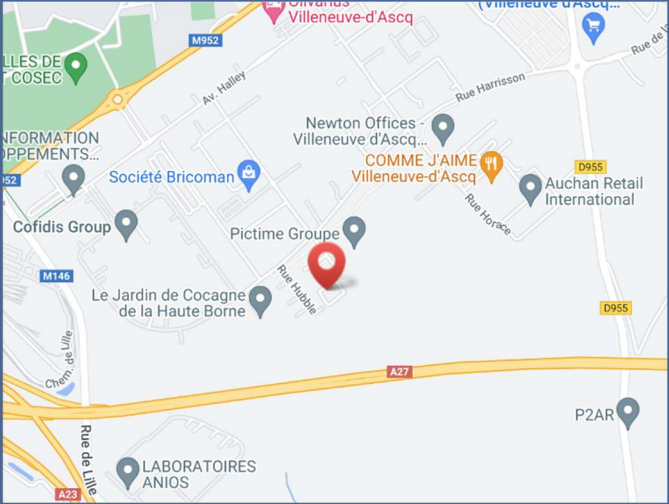 Olivarius
Villeneuve-d'Ascq
(Villeneuve-d'Ascq...
M952
LLES DE
COSEC
Av. Halley
Rue Harrisson
Rue de V
Newton Offices -
Villeneuve d'Ascq...
NFORMATION
OPPEMENTS...
COMME J'AIME
Villeneuve-d'Ascq
D955
952
Société Bricoman
Auchan Retail
International
Rue Horace
Cofidis Group
Pictime Groupe
M146
Rue Hubble
Le Jardin de Cocagne
de la Haute Borne
D955
Chem. de Lille
A27
P2AR
Rue de Lille
LABORATOIRES
ANIOS
A23